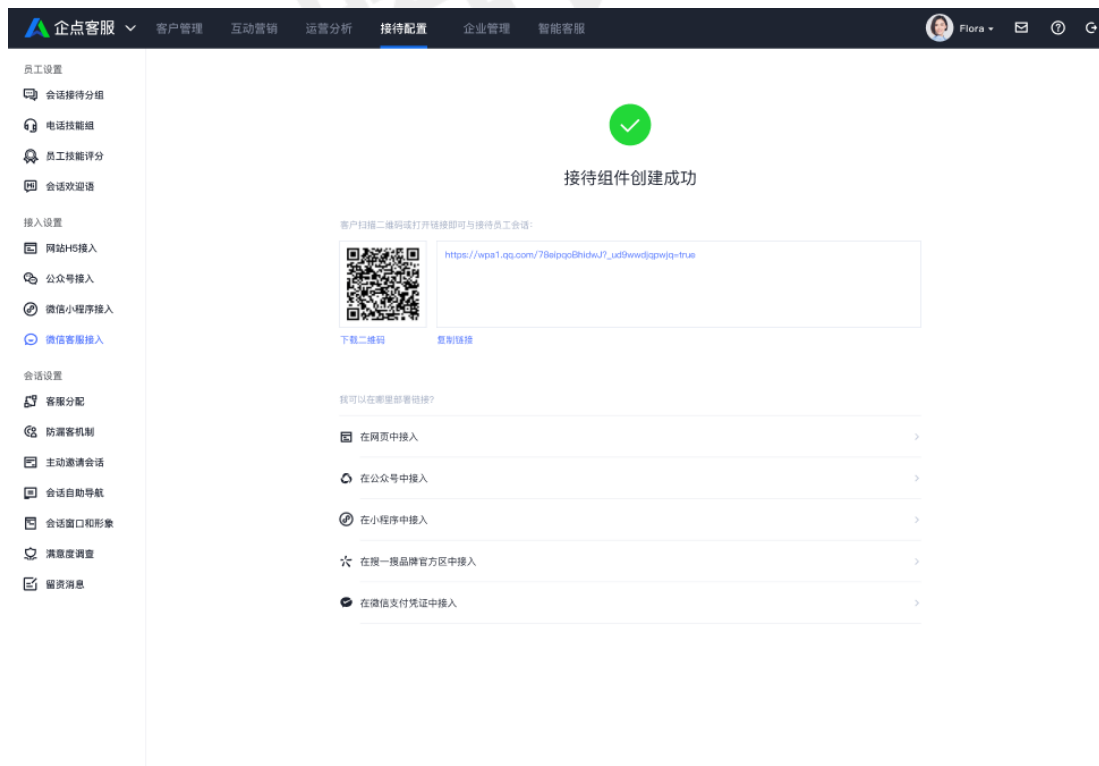 企点客服 客户管理 互动营销 运营分析 接待配置 企业管理 智能客服 Flora
员工设置
会话接待分组
电话技能组
员工技能评分
会话欢迎语
接入设置
网站H5接入
公众号接入
微信小程序接入
微信客服接入
会话设置
客服分配
防漏客机制
主动邀请会话
会话自助导航
会话窗口和形象
满意度调查
留资消息
接待组件创建成功
客户扫描二维码或打开链接即可与接待员工会话:
https://wpa1.qq.com/78eipqoBhidwJ?_ud9wwdjqpwjq=true
下载二维码 复制链接
我可以在哪里部署链接?
在网页中接入
在公众号中接入
在小程序中接入
在搜一搜品牌官方区中接入
在微信支付凭证中接入